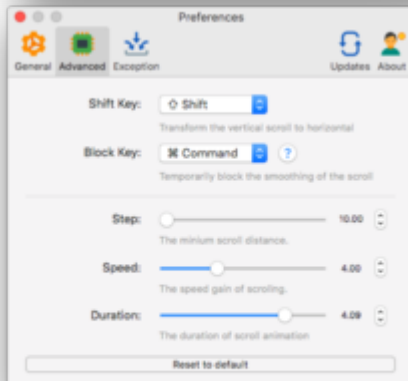 Preferences
General Advanced Exception Updates About
Shift Key: ⇧ Shift
Transform the vertical scroll to horizontal
Block Key: ⌘ Command ?
Temporarily block the smoothing of the scroll
Step: 10.00
The minium scroll distance.
Speed: 4.00
The speed gain of scrolling.
Duration: 4.09
The duration of scroll animation
Reset to default